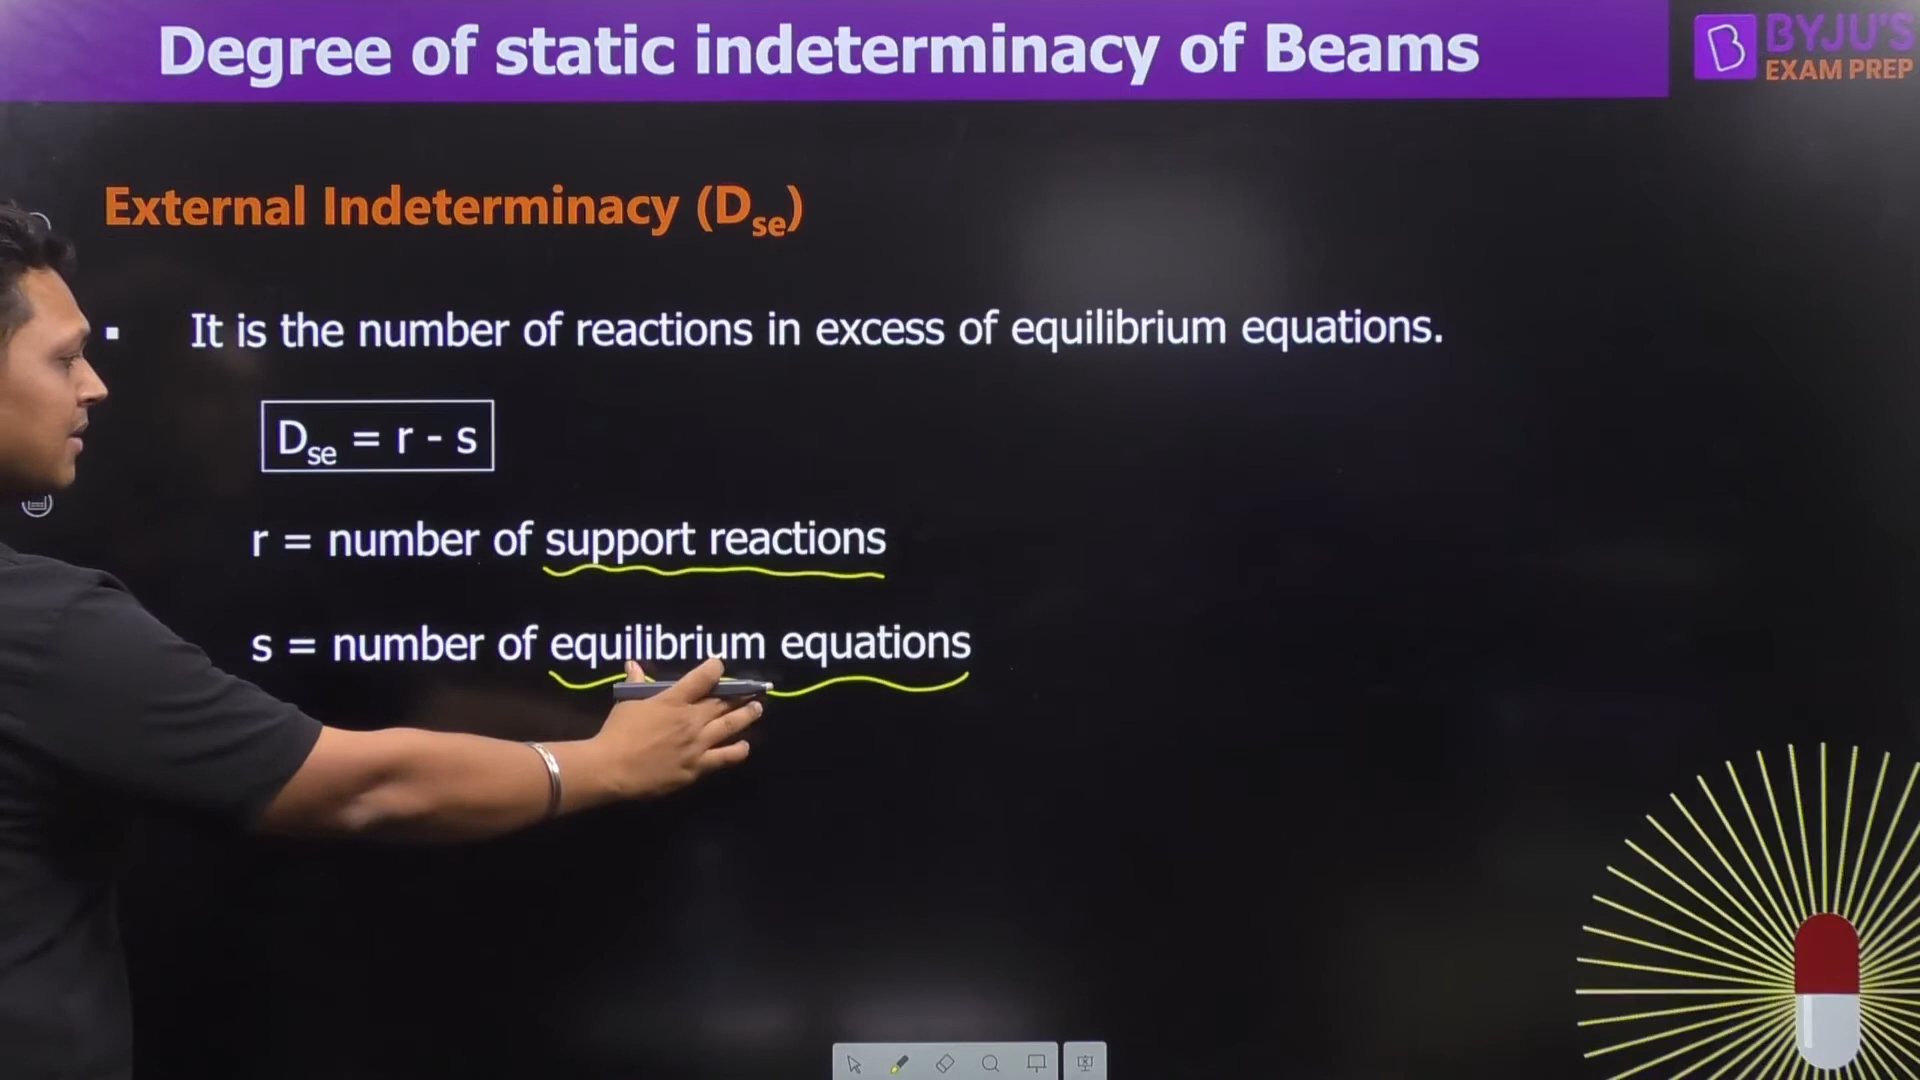 Degree of static indeterminacy of Beams
BYJU'S
EXAM PREP
External Indeterminacy (Dse)
▪ It is the number of reactions in excess of equilibrium equations.
Dse = r - s
r = number of support reactions
s = number of equilibrium equations